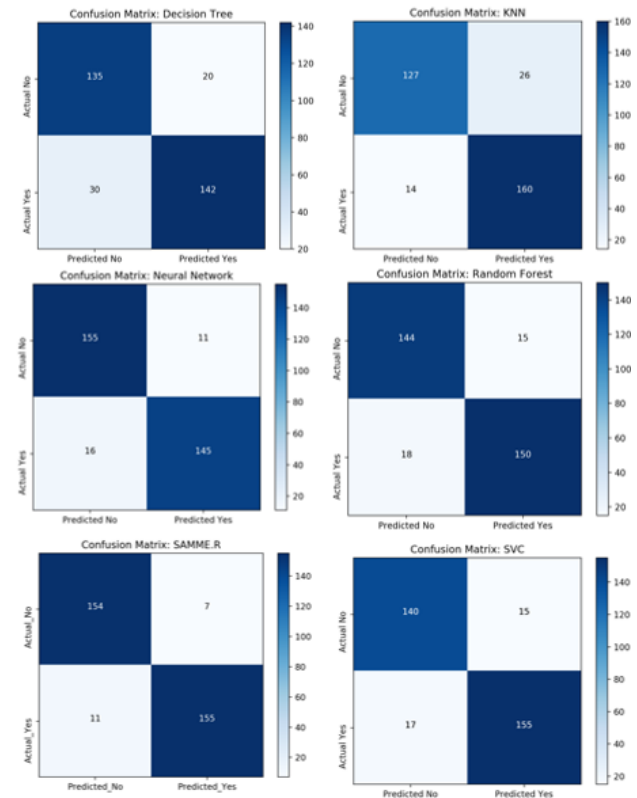 Confusion Matrix: Decision Tree
Actual No
135
20
Actual Yes
30
142
Predicted No
Predicted Yes
140
120
100
80
60
40
20
Confusion Matrix: KNN
Actual No
127
26
Actual Yes
14
160
Predicted No
Predicted Yes
160
140
120
100
80
60
40
20
Confusion Matrix: Neural Network
Actual No
155
11
Actual Yes
16
145
Predicted No
Predicted Yes
140
120
100
80
60
40
20
Confusion Matrix: Random Forest
Actual No
144
15
Actual Yes
18
150
Predicted No
Predicted Yes
140
120
100
80
60
40
20
Confusion Matrix: SAMME.R
Actual_No
154
7
Actual_Yes
11
155
Predicted_No
Predicted_Yes
140
120
100
80
60
40
20
Confusion Matrix: SVC
Actual No
140
15
Actual Yes
17
155
Predicted No
Predicted Yes
140
120
100
80
60
40
20